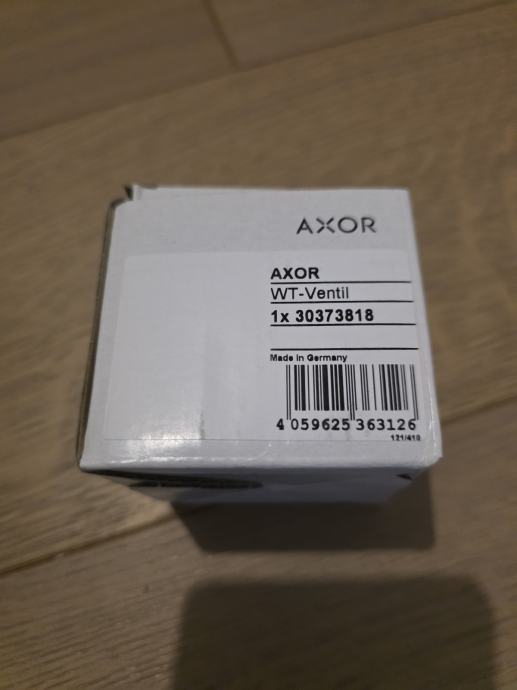 AXOR
AXOR
WT-Ventil
1x 30373818
Made in Germany
4 059625 363126
121/410